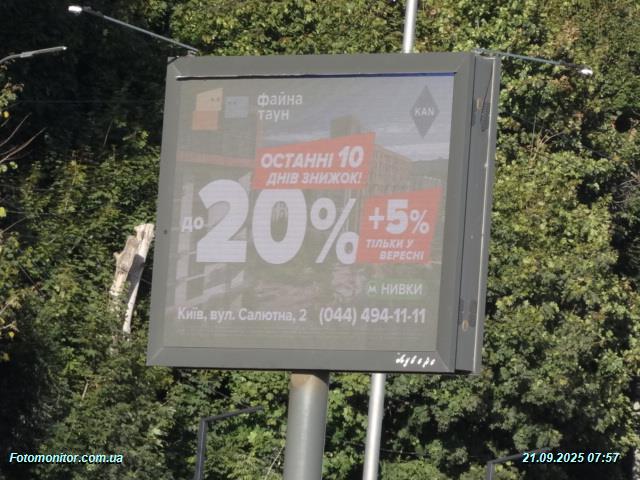 файна
таун
KAN
ОСТАННІ 10
ДНІВ ЗНИЖОК!
до 20%
+5%
ТІЛЬКИ У
ВЕРЕСНІ
М НИВКИ
Київ, вул. Салютна, 2 (044) 494-11-11
Fotomonitor.com.ua
21.09.2025 07:57